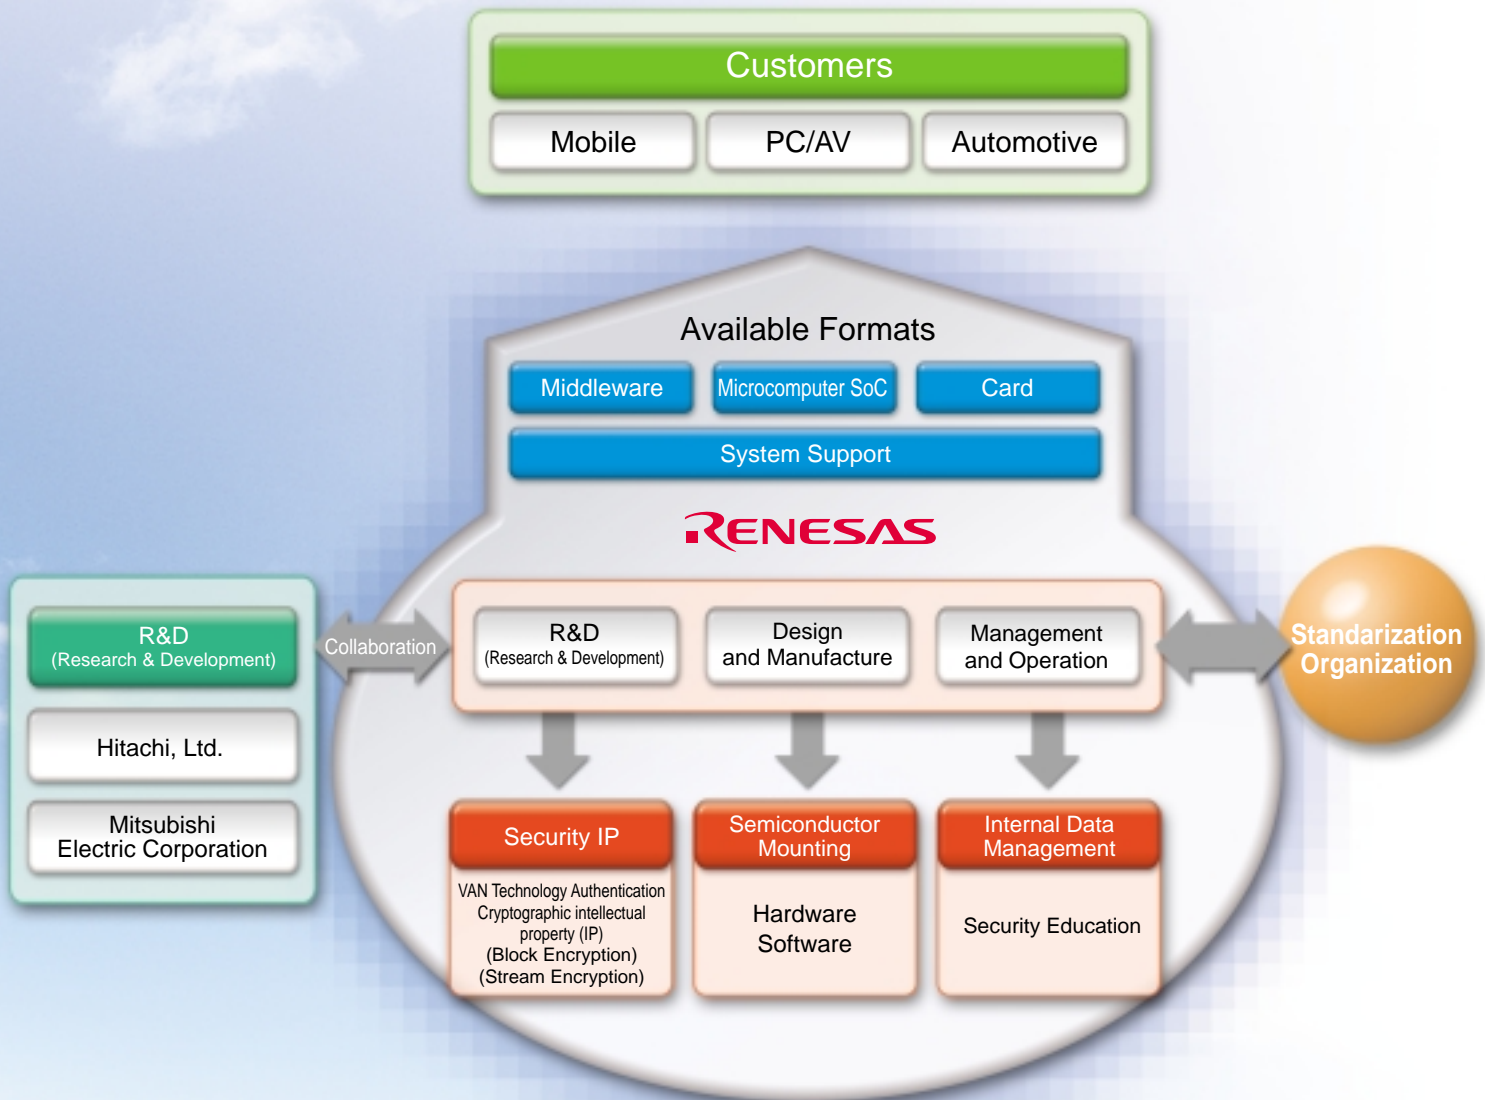 Customers
Mobile
PC/AV
Automotive
Available Formats
Middleware
Microcomputer SoC
Card
System Support
RENESAS
R&D
(Research & Development)
Hitachi, Ltd.
Mitsubishi
Electric Corporation
Collaboration
R&D
(Research & Development)
Design
and Manufacture
Management
and Operation
Standarization
Organization
Security IP
VAN Technology Authentication
Cryptographic intellectual
property (IP)
(Block Encryption)
(Stream Encryption)
Semiconductor
Mounting
Hardware
Software
Internal Data
Management
Security Education